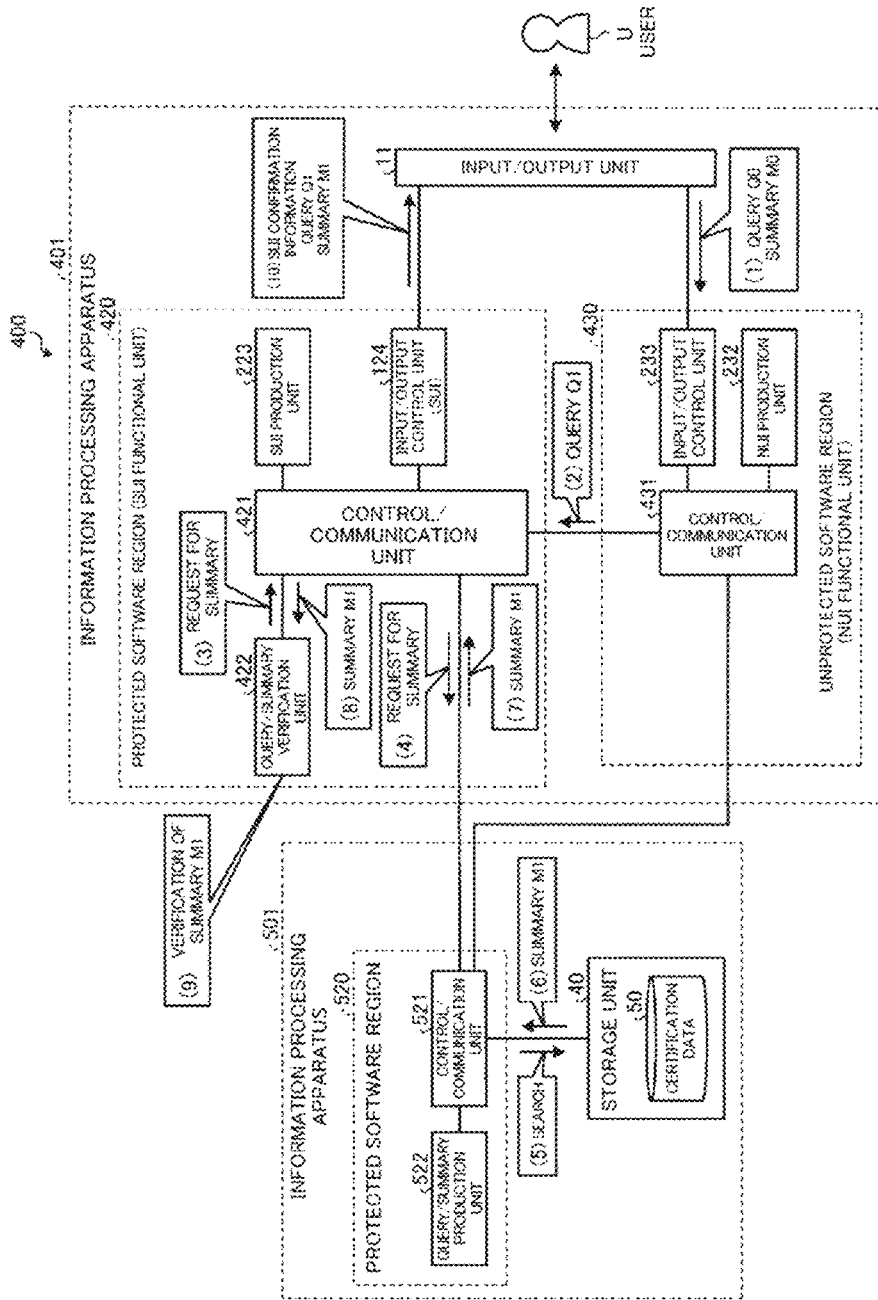 400
401
INFORMATION PROCESSING APPARATUS
420
PROTECTED SOFTWARE REGION (SUI FUNCTIONAL UNIT)
(3) REQUEST FOR
SUMMARY
422
QUERY/SUMMARY
VERIFICATION
UNIT
(8) SUMMARY M1
(4) REQUEST FOR
SUMMARY
(7) SUMMARY M1
421
CONTROL/
COMMUNICATION
UNIT
223
SUI PRODUCTION
UNIT
124
INPUT/OUTPUT
CONTROL UNIT
(SUI)
(10) SUI CONFIRMATION
INFORMATION
QUERY Q1
SUMMARY M1
11
INPUT/OUTPUT UNIT
U
USER
(1) QUERY Q0
SUMMARY M0
(2) QUERY Q1
430
233
INPUT/OUTPUT
CONTROL UNIT
232
NUI PRODUCTION
UNIT
431
CONTROL/
COMMUNICATION
UNIT
UNPROTECTED SOFTWARE REGION
(NUI FUNCTIONAL UNIT)
(9) VERIFICATION OF
SUMMARY M1
501
INFORMATION PROCESSING
APPARATUS
520
PROTECTED SOFTWARE REGION
521
CONTROL/
COMMUNICATION
UNIT
522
QUERY/SUMMARY
PRODUCTION
UNIT
(5) SEARCH
(6) SUMMARY M1
40
STORAGE UNIT
50
CERTIFICATION
DATA